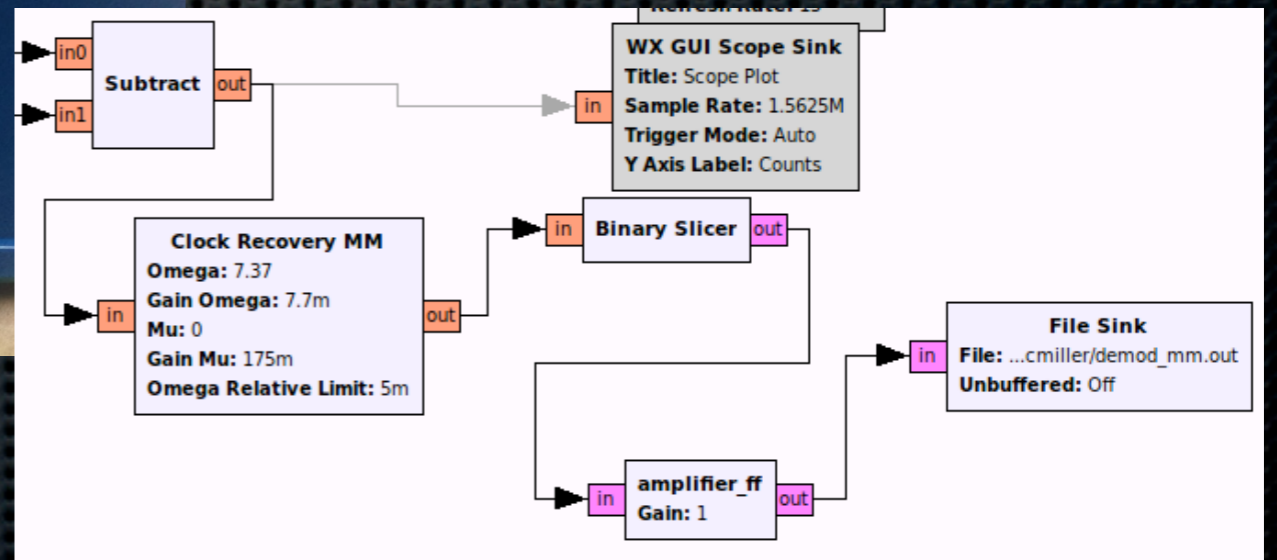 Refresh Rate: 15
in0
Subtract
out
in1
WX GUI Scope Sink
Title: Scope Plot
in
Sample Rate: 1.5625M
Trigger Mode: Auto
Y Axis Label: Counts
Clock Recovery MM
Omega: 7.37
Gain Omega: 7.7m
in
out
Mu: 0
Gain Mu: 175m
Omega Relative Limit: 5m
in
Binary Slicer
out
File Sink
in
File: ...cmiller/demod_mm.out
Unbuffered: Off
in
amplifier_ff
Gain: 1
out